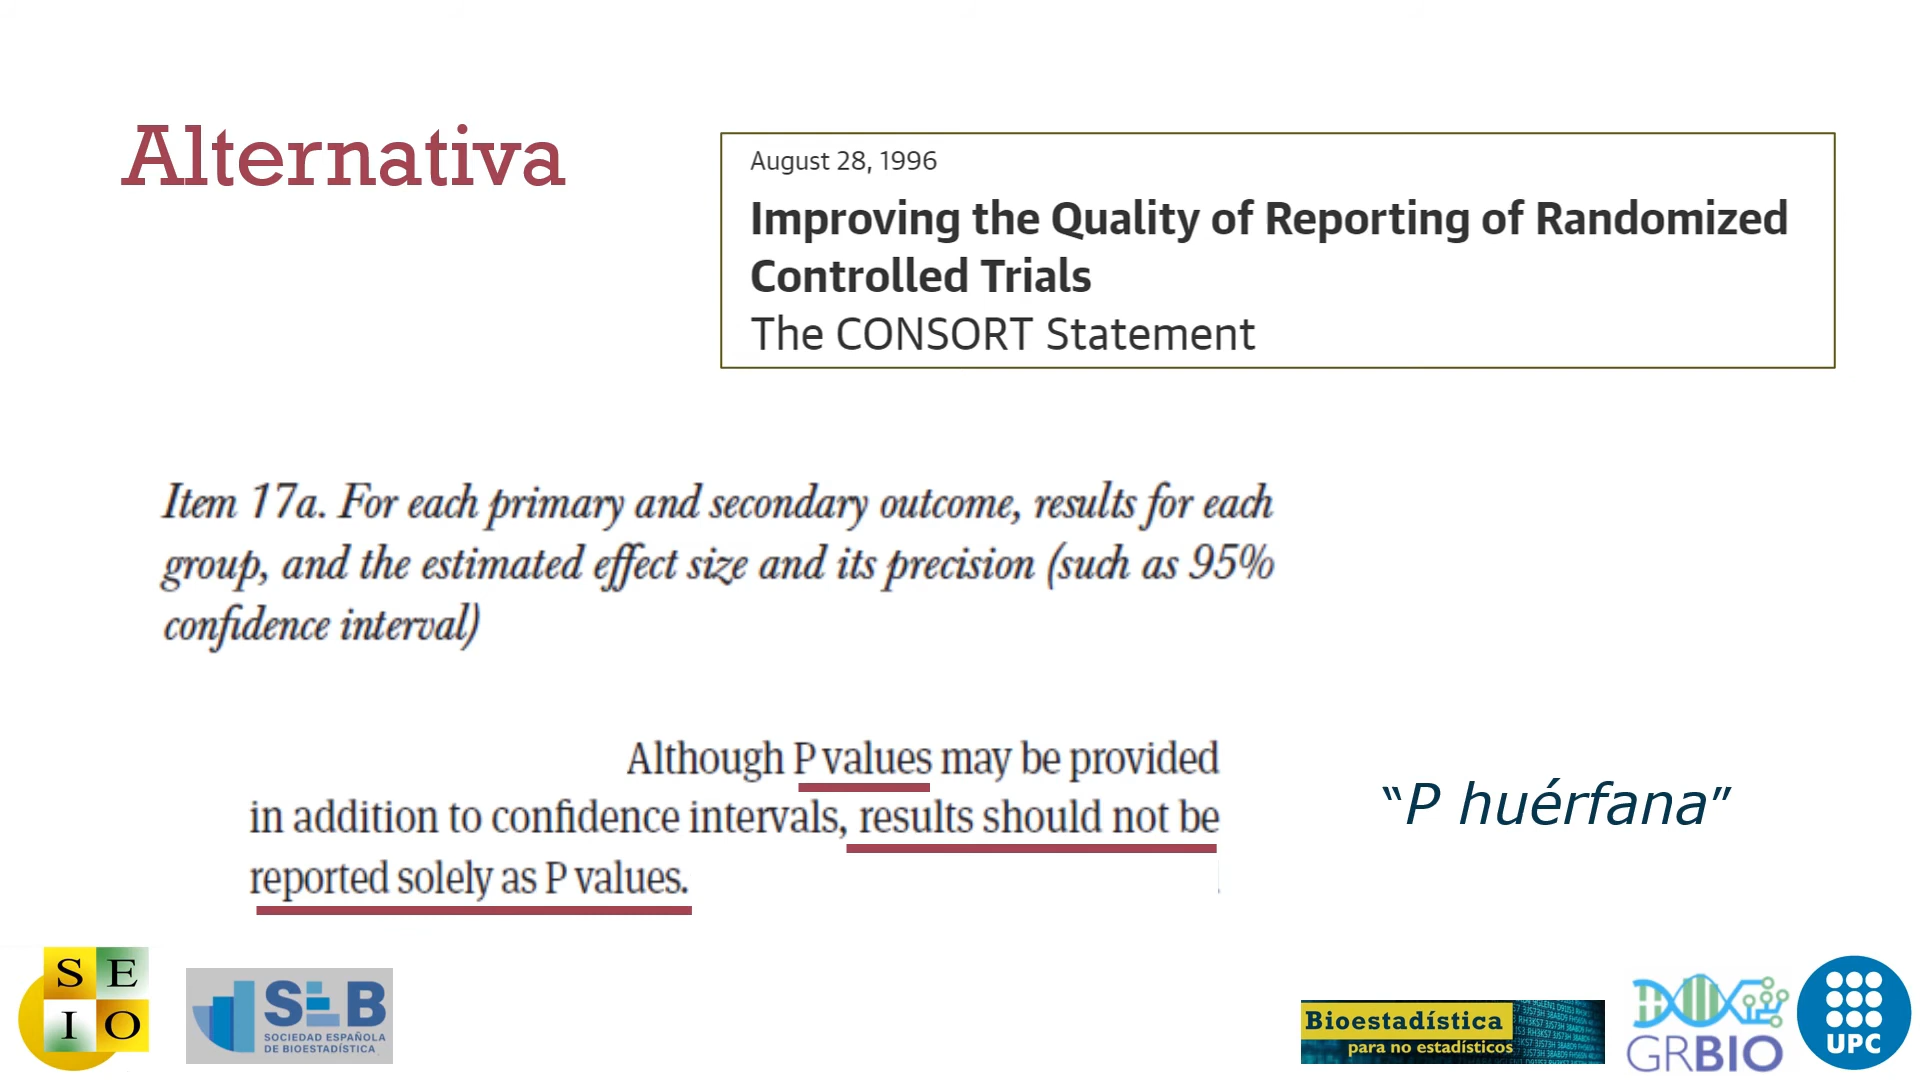 Alternativa
August 28, 1996
Improving the Quality of Reporting of Randomized
Controlled Trials
The CONSORT Statement
Item 17a. For each primary and secondary outcome, results for each
group, and the estimated effect size and its precision (such as 95%
confidence interval)
Although P values may be provided
in addition to confidence intervals, results should not be
reported solely as P values.
“P huérfana”
S E
I O
SEB
SOCIEDAD ESPAÑOLA
DE BIOESTADÍSTICA
Bioestadística
para no estadísticos
GRBIO
UPC